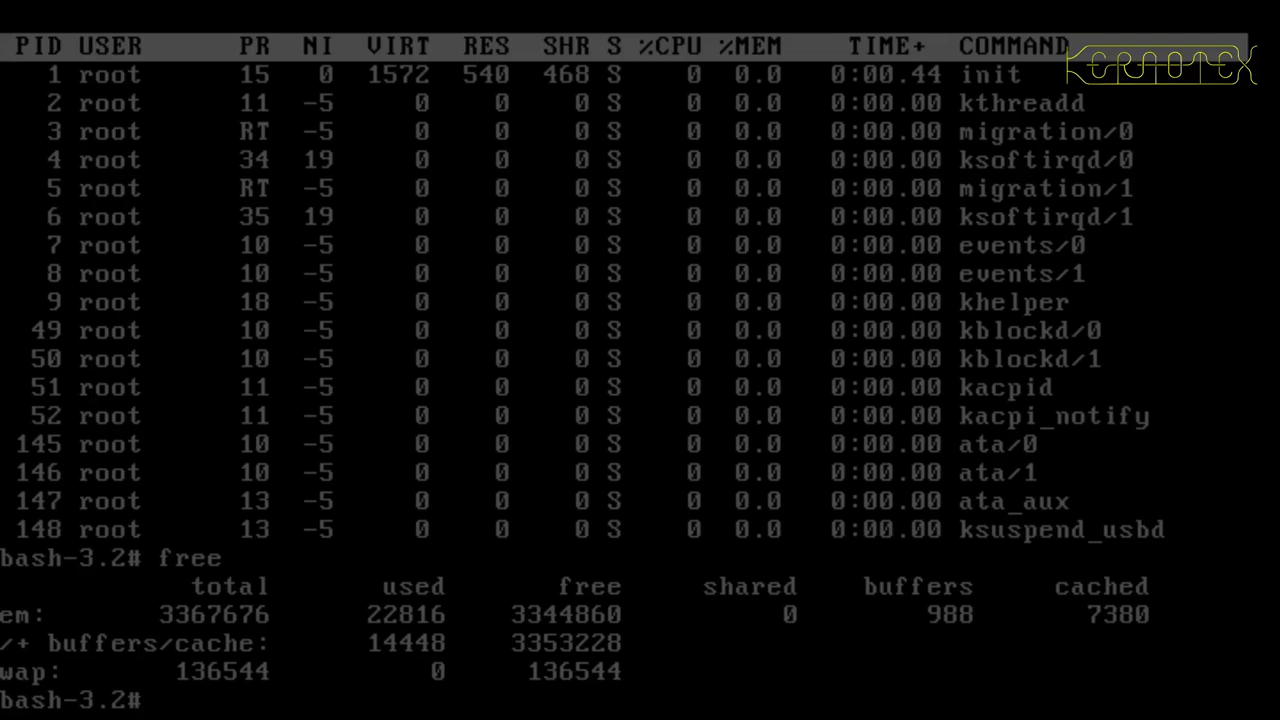 PID USER PR NI VIRT RES SHR S %CPU %MEM TIME+ COMMAND
1 root 15 0 1572 540 468 S 0 0.0 0:00.44 init
2 root 11 -5 0 0 0 S 0 0.0 0:00.00 kthreadd
3 root RT -5 0 0 0 S 0 0.0 0:00.00 migration/0
4 root 34 19 0 0 0 S 0 0.0 0:00.00 ksoftirqd/0
5 root RT -5 0 0 0 S 0 0.0 0:00.00 migration/1
6 root 35 19 0 0 0 S 0 0.0 0:00.00 ksoftirqd/1
7 root 10 -5 0 0 0 S 0 0.0 0:00.00 events/0
8 root 10 -5 0 0 0 S 0 0.0 0:00.00 events/1
9 root 18 -5 0 0 0 S 0 0.0 0:00.00 khelper
49 root 10 -5 0 0 0 S 0 0.0 0:00.00 kblockd/0
50 root 10 -5 0 0 0 S 0 0.0 0:00.00 kblockd/1
51 root 11 -5 0 0 0 S 0 0.0 0:00.00 kacpid
52 root 11 -5 0 0 0 S 0 0.0 0:00.00 kacpi_notify
145 root 10 -5 0 0 0 S 0 0.0 0:00.00 ata/0
146 root 10 -5 0 0 0 S 0 0.0 0:00.00 ata/1
147 root 13 -5 0 0 0 S 0 0.0 0:00.00 ata_aux
148 root 13 -5 0 0 0 S 0 0.0 0:00.00 ksuspend_usbd
bash-3.2# free
total used free shared buffers cached
em: 3367676 22816 3344860 0 988 7380
/+ buffers/cache: 14448 3353228
wap: 136544 0 136544
bash-3.2#